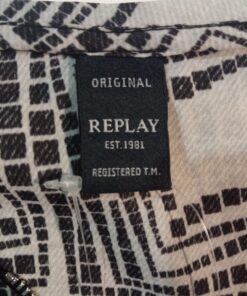 ORIGINAL
REPLAY
EST. 1981
REGISTERED T.M.